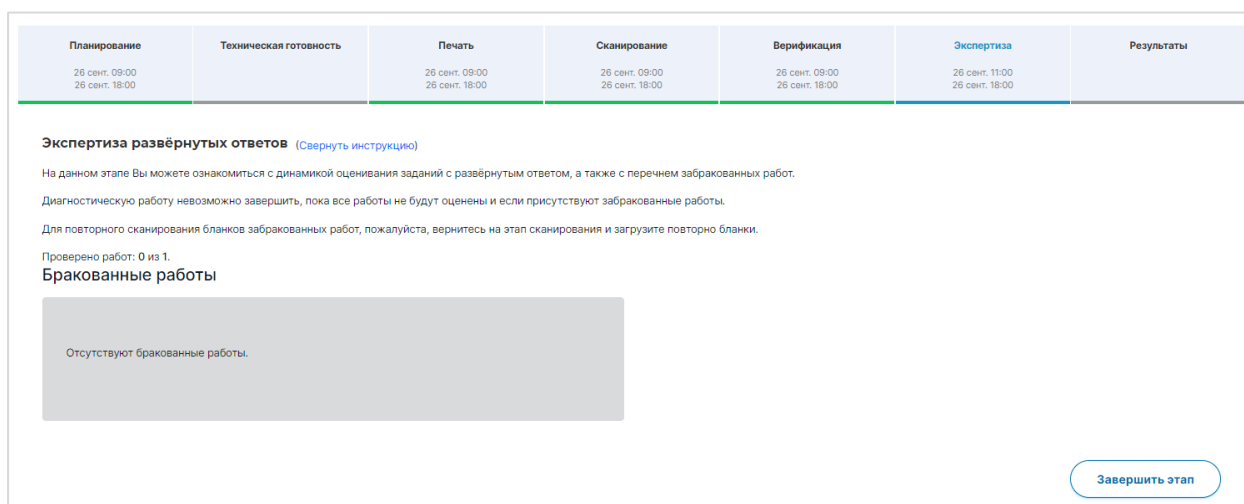 Планирование
26 сент. 09:00
26 сент. 18:00
Техническая готовность
Печать
26 сент. 09:00
26 сент. 18:00
Сканирование
26 сент. 09:00
26 сент. 18:00
Верификация
26 сент. 09:00
26 сент. 18:00
Экспертиза
26 сент. 11:00
26 сент. 18:00
Результаты
Экспертиза развёрнутых ответов (Свернуть инструкцию)
На данном этапе Вы можете ознакомиться с динамикой оценивания заданий с развёрнутым ответом, а также с перечнем забракованных работ.
Диагностическую работу невозможно завершить, пока все работы не будут оценены и если присутствуют забракованные работы.
Для повторного сканирования бланков забракованных работ, пожалуйста, вернитесь на этап сканирования и загрузите повторно бланки.
Проверено работ: 0 из 1.
Бракованные работы
Отсутствуют бракованные работы.
Завершить этап